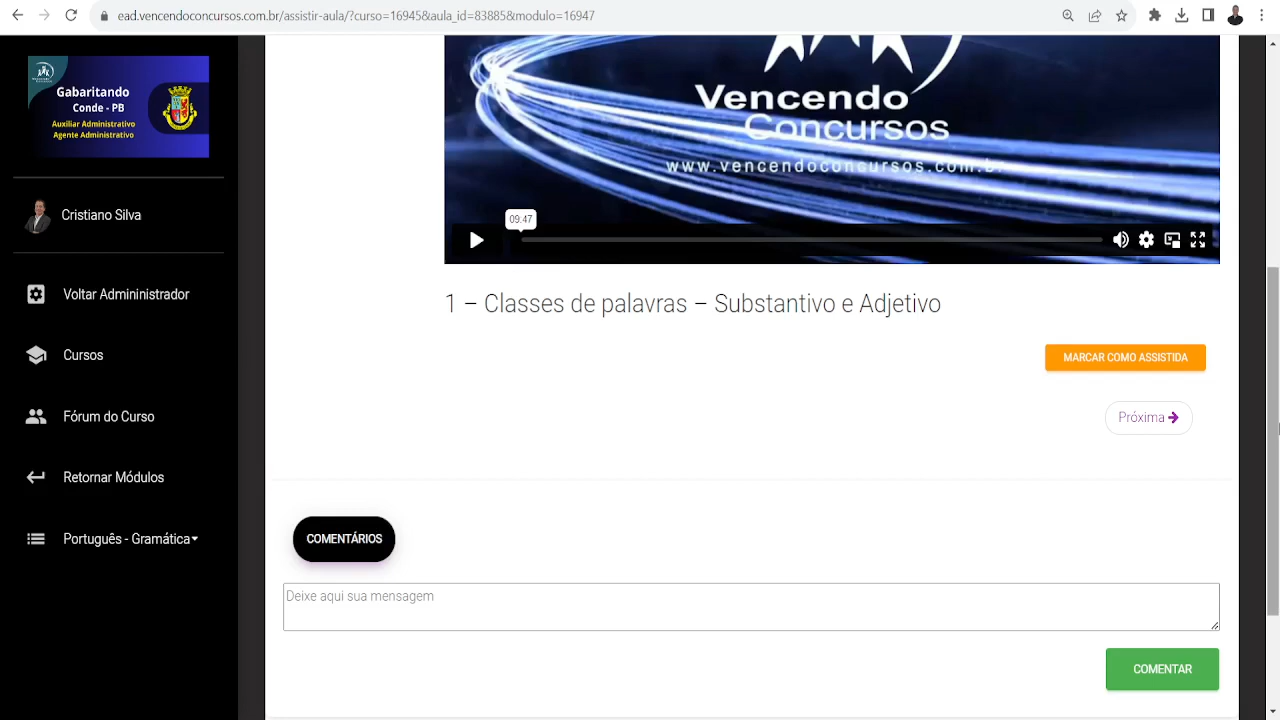 ead.vencendoconcursos.com.br/assistir-aula/?curso=16945&aula_id=83885&modulo=16947
Gabaritando
Conde - PB
Auxiliar Administrativo
Agente Administrativo
Cristiano Silva
Voltar Admininistrador
Cursos
Fórum do Curso
Retornar Módulos
Português - Gramática
Vencendo
Concursos
www.vencendoconcursos.com.br
09:47
1 – Classes de palavras – Substantivo e Adjetivo
MARCAR COMO ASSISTIDA
Próxima
COMENTÁRIOS
Deixe aqui sua mensagem
COMENTAR